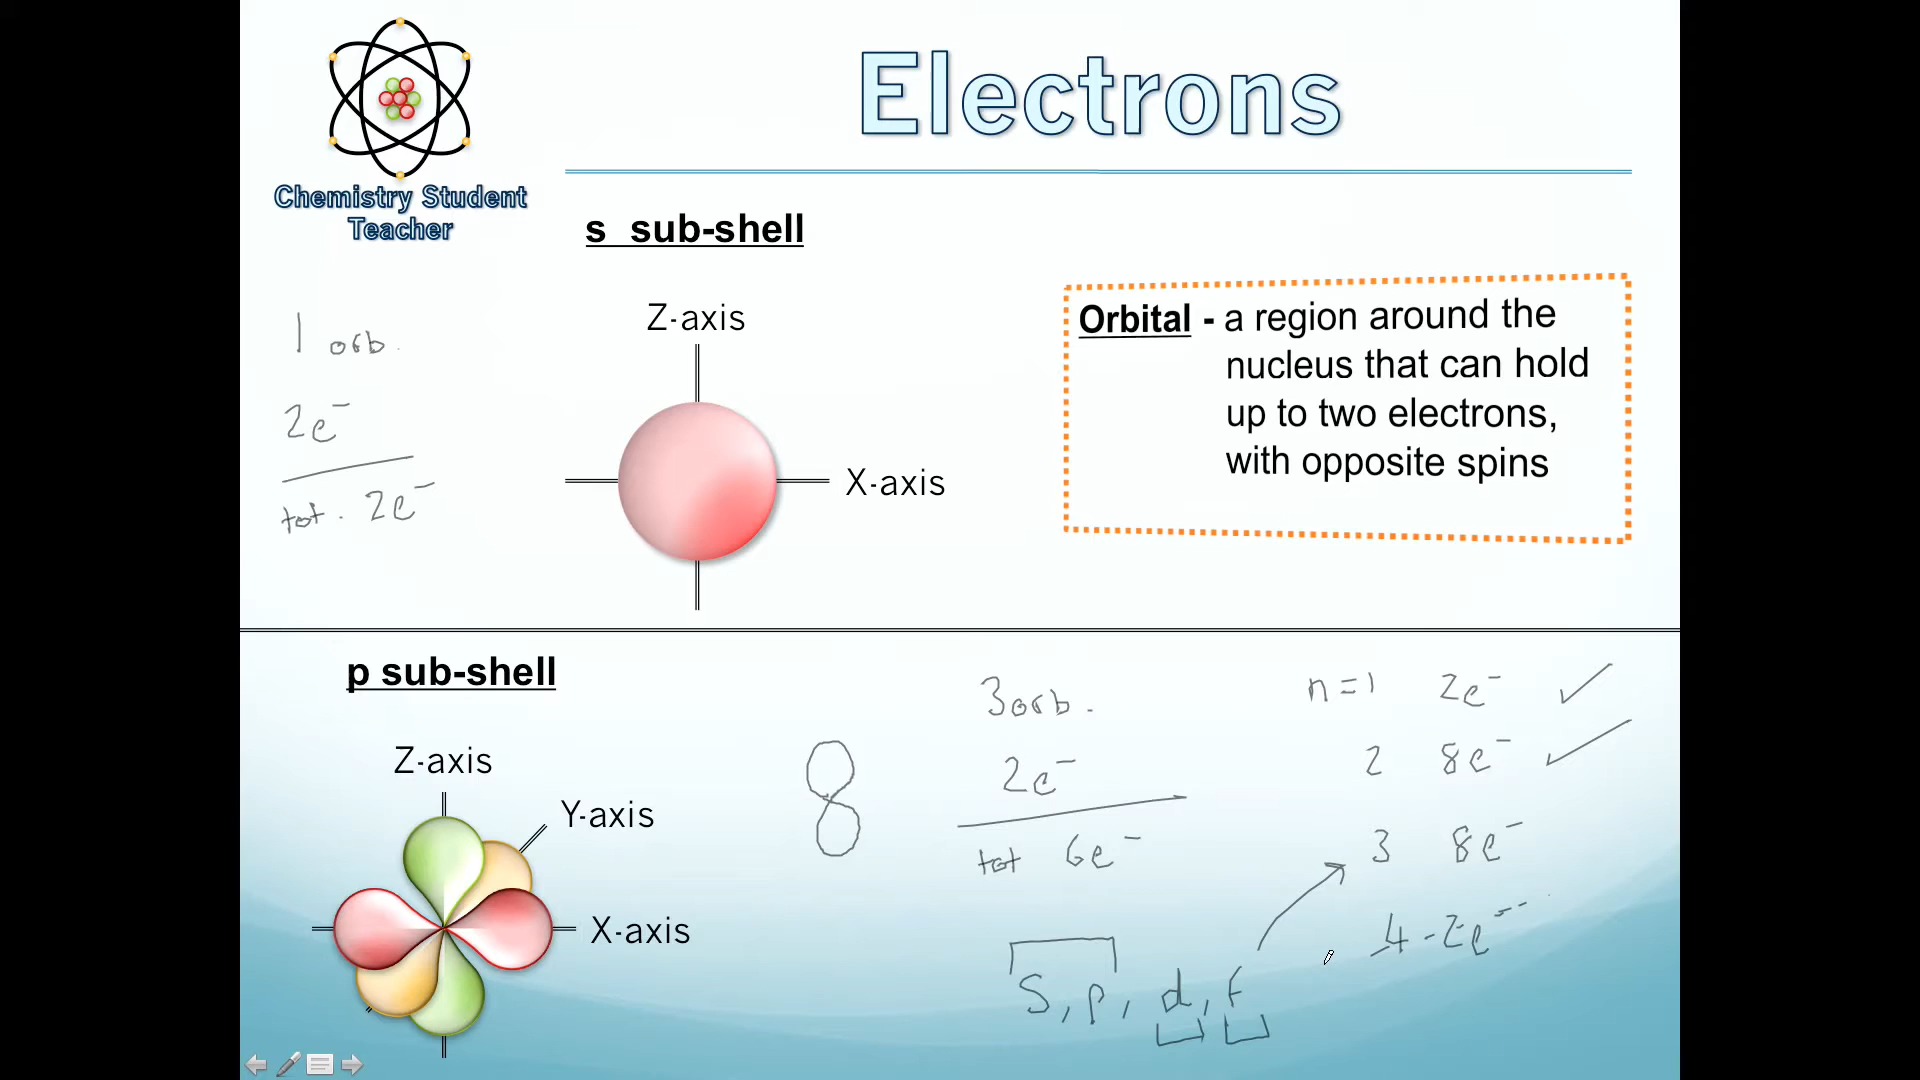 Electrons
Chemistry Student
Teacher
s sub-shell
1 orb.
2e⁻
tot. 2e⁻
Z-axis
X-axis
Orbital - a region around the
nucleus that can hold
up to two electrons,
with opposite spins
p sub-shell
Z-axis
Y-axis
X-axis
8
3 orb.
2e⁻
tot 6e⁻
n=1 2e⁻
2 8e⁻
3 8e⁻
4 - 2e⁻
s, p, d, f